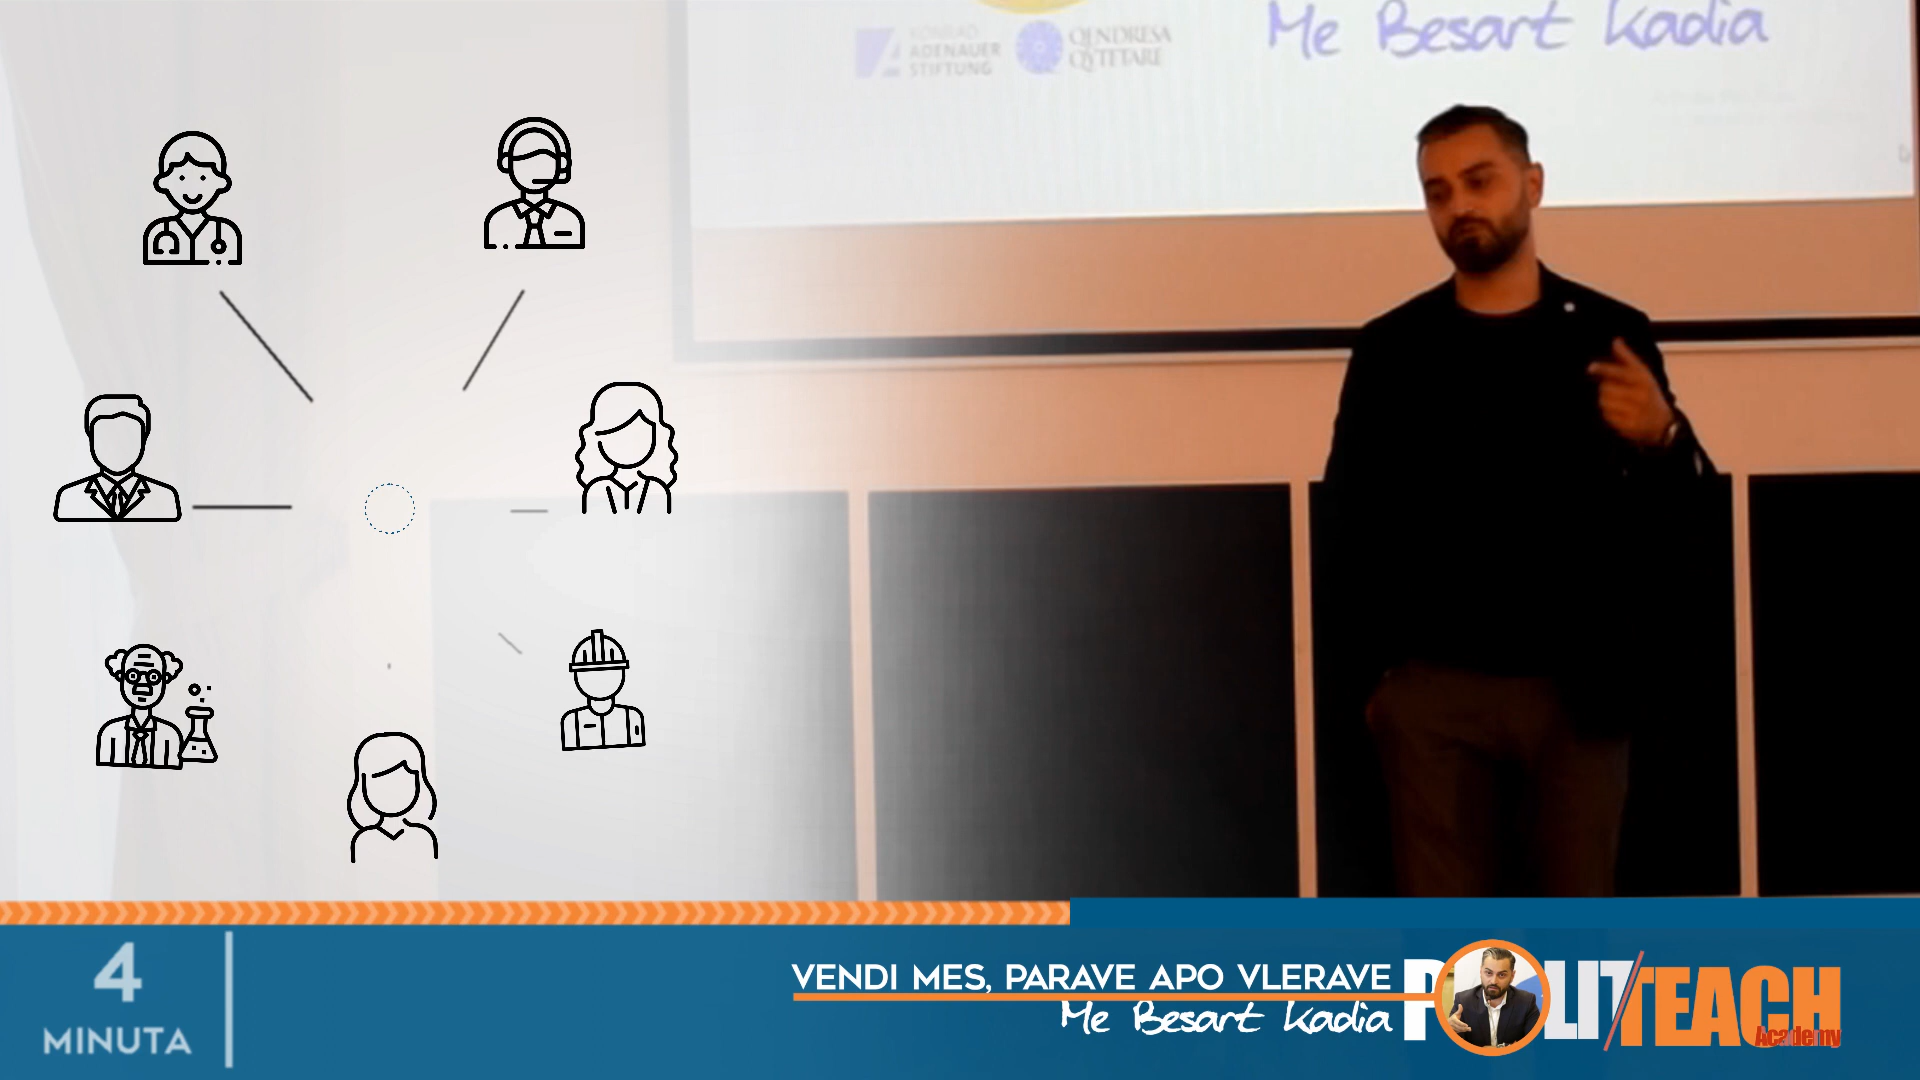 KONRAD
ADENAUER
STIFTUNG
QENDRESA
QYTETARE
Me Besart Kadia
4
MINUTA
VENDI MES, PARAVE APO VLERAVE
Me Besart Kadia
POLITEACH
Academy